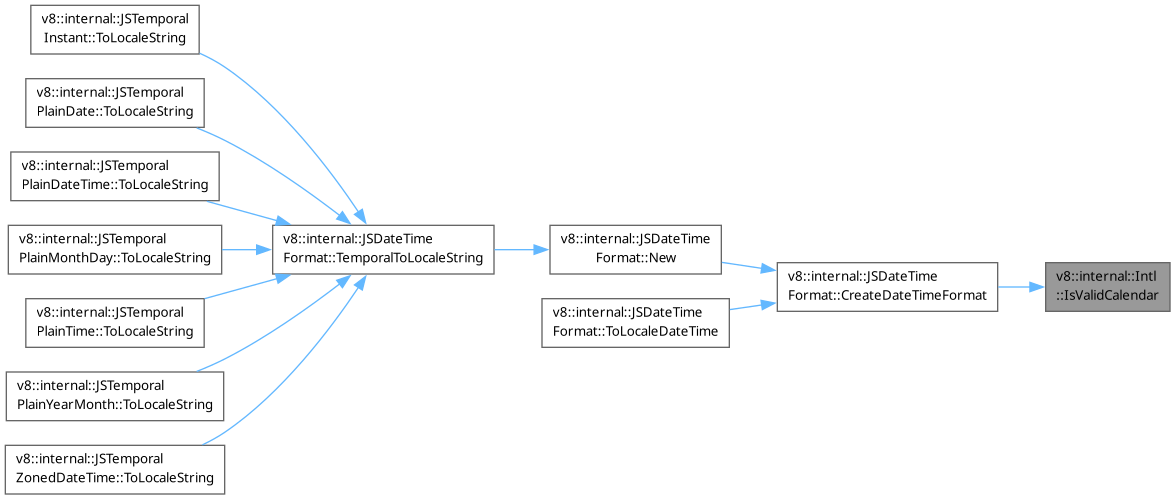 v8::internal::JSTemporal
Instant::ToLocaleString
v8::internal::JSTemporal
PlainDate::ToLocaleString
v8::internal::JSTemporal
PlainDateTime::ToLocaleString
v8::internal::JSTemporal
PlainMonthDay::ToLocaleString
v8::internal::JSTemporal
PlainTime::ToLocaleString
v8::internal::JSTemporal
PlainYearMonth::ToLocaleString
v8::internal::JSTemporal
ZonedDateTime::ToLocaleString
v8::internal::JSDateTime
Format::TemporalToLocaleString
v8::internal::JSDateTime
Format::New
v8::internal::JSDateTime
Format::ToLocaleDateTime
v8::internal::JSDateTime
Format::CreateDateTimeFormat
v8::internal::Intl
::IsValidCalendar